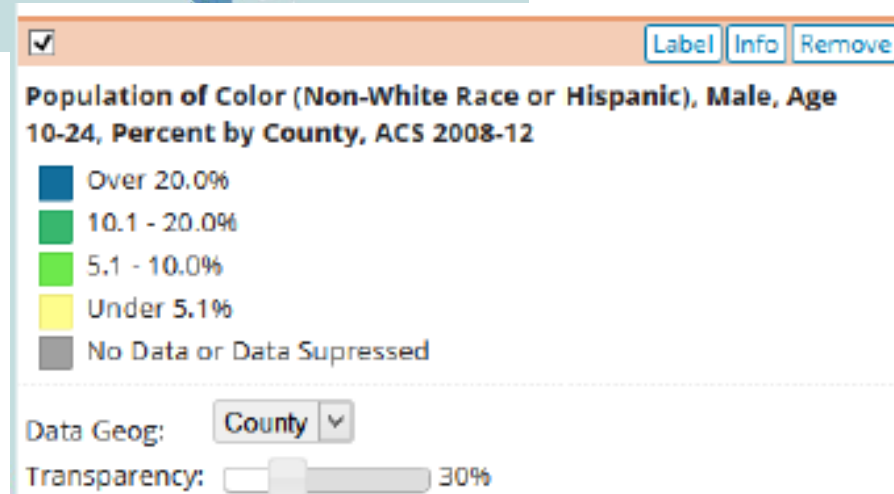 Label Info Remove
Population of Color (Non-White Race or Hispanic), Male, Age
10-24, Percent by County, ACS 2008-12
Over 20.0%
10.1 - 20.0%
5.1 - 10.0%
Under 5.1%
No Data or Data Supressed
Data Geog: County
Transparency: 30%